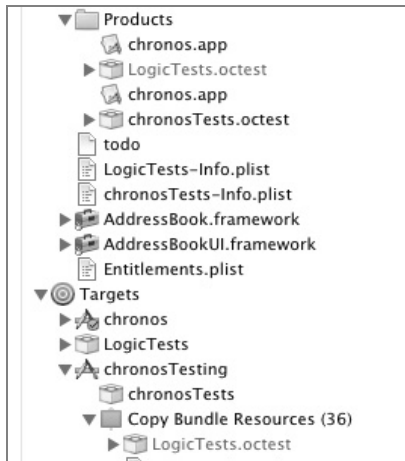 Products
chronos.app
LogicTests.octest
chronos.app
chronosTests.octest
todo
LogicTests-Info.plist
chronosTests-Info.plist
AddressBook.framework
AddressBookUI.framework
Entitlements.plist
Targets
chronos
LogicTests
chronosTesting
chronosTests
Copy Bundle Resources (36)
LogicTests.octest